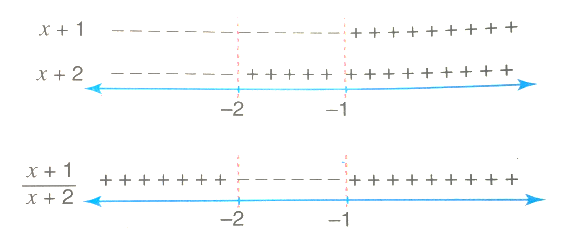 x + 1 – – – – – – – – – – – – – + + + + + + + + + +
x + 2 – – – – – – – + + + + + + + + + + + + + + +
–2 –1
x + 1
x + 2
+ + + + + + + – – – – – – + + + + + + + + + +
–2 –1